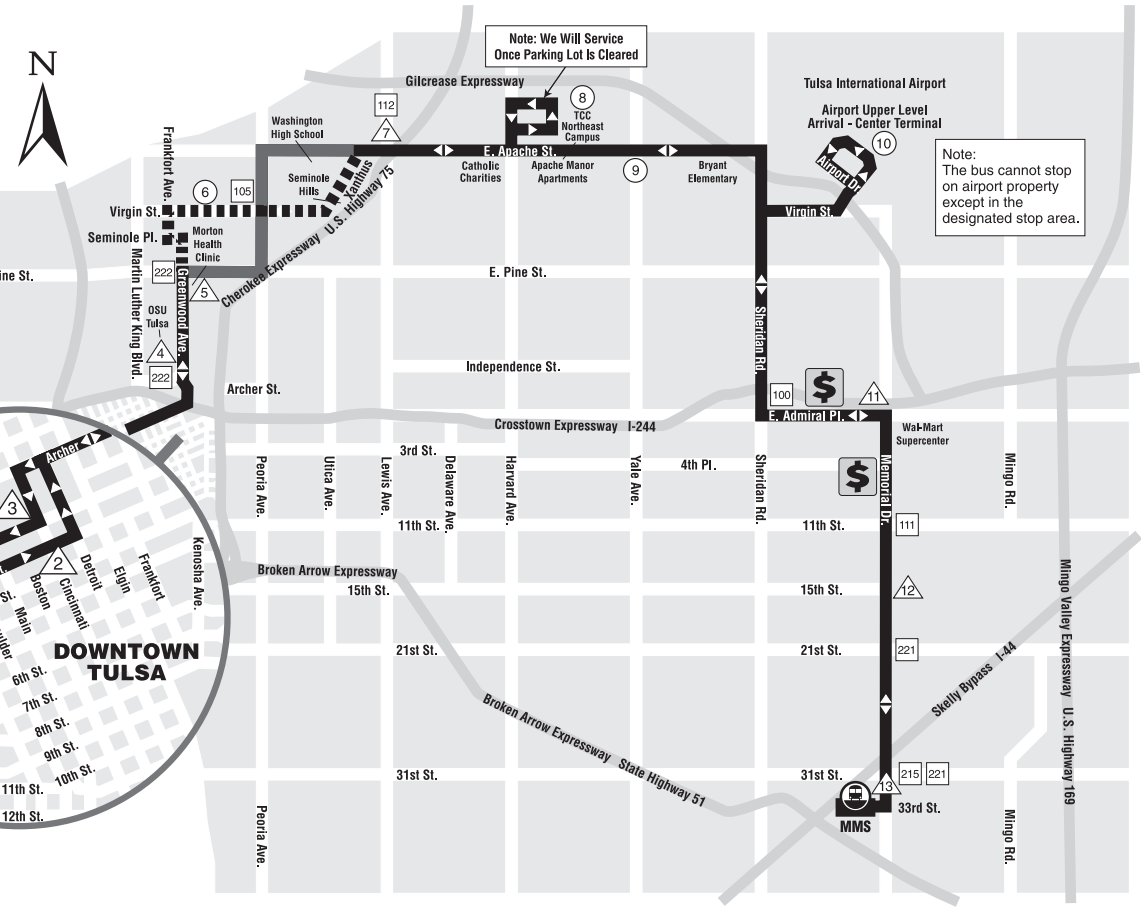 N
Note: We Will Service
Once Parking Lot Is Cleared
Gilcrease Expressway
8
TCC
Northeast
Campus
Tulsa International Airport
Airport Upper Level
Arrival - Center Terminal
10
Airport Dr.
Note:
The bus cannot stop
on airport property
except in the
designated stop area.
112
7
Washington
High School
E. Apache St.
Catholic
Charities
Apache Manor
Apartments
9
Bryant
Elementary
Frankfort Ave.
6
105
Seminole
Hills
Xanthus
Virgin St.
Virgin St.
Seminole Pl.
Morton
Health
Clinic
Cherokee Expressway U.S. Highway 75
ine St.
222
5
E. Pine St.
Martin Luther King Blvd.
Greenwood Ave.
OSU
Tulsa
4
222
Sheridan Rd.
Independence St.
Archer St.
100
$
11
E. Admiral Pl.
Crosstown Expressway I-244
Wal-Mart
Supercenter
Archer
3rd St.
4th Pl.
$
Peoria Ave.
Utica Ave.
Lewis Ave.
Delaware Ave.
Harvard Ave.
Yale Ave.
Sheridan Rd.
Memorial Dr.
Mingo Rd.
3
11th St.
11th St.
111
2
Kenosha Ave.
Broken Arrow Expressway
15th St.
15th St.
12
Mingo Valley Expressway U.S. Highway 169
St.
Main
Boston
Cincinnati
Detroit
Elgin
Frankfort
DOWNTOWN
TULSA
21st St.
21st St.
221
Skelly Bypass I-44
6th St.
7th St.
8th St.
9th St.
10th St.
11th St.
12th St.
Broken Arrow Expressway State Highway 51
31st St.
31st St.
13
215
221
33rd St.
MMS
Peoria Ave.
Mingo Rd.